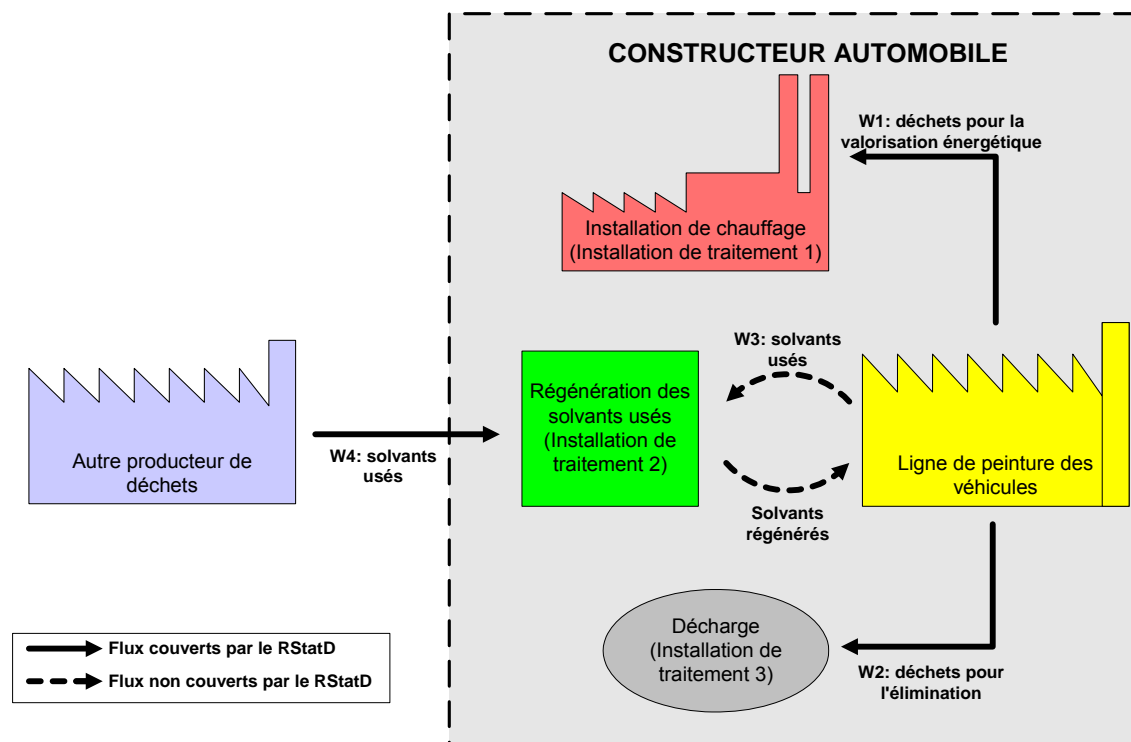 CONSTRUCTEUR AUTOMOBILE
W1: déchets pour la
valorisation énergétique
Installation de chauffage
(Installation de traitement 1)
W3: solvants
usés
Régénération des
solvants usés
(Installation de
traitement 2)
Autre producteur de
déchets
W4: solvants
usés
Ligne de peinture des
véhicules
Solvants
régénérés
Décharge
(Installation de
traitement 3)
W2: déchets pour
l'élimination
Flux couverts par le RStatD
Flux non couverts par le RStatD